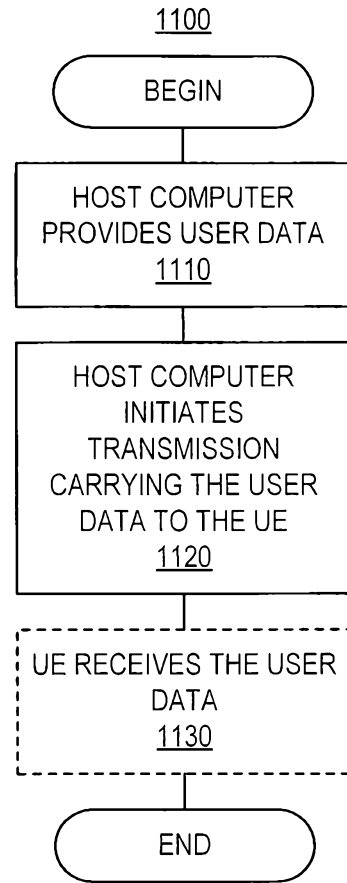 1100
BEGIN
HOST COMPUTER
PROVIDES USER DATA
1110
HOST COMPUTER
INITIATES
TRANSMISSION
CARRYING THE USER
DATA TO THE UE
1120
UE RECEIVES THE USER
DATA
1130
END